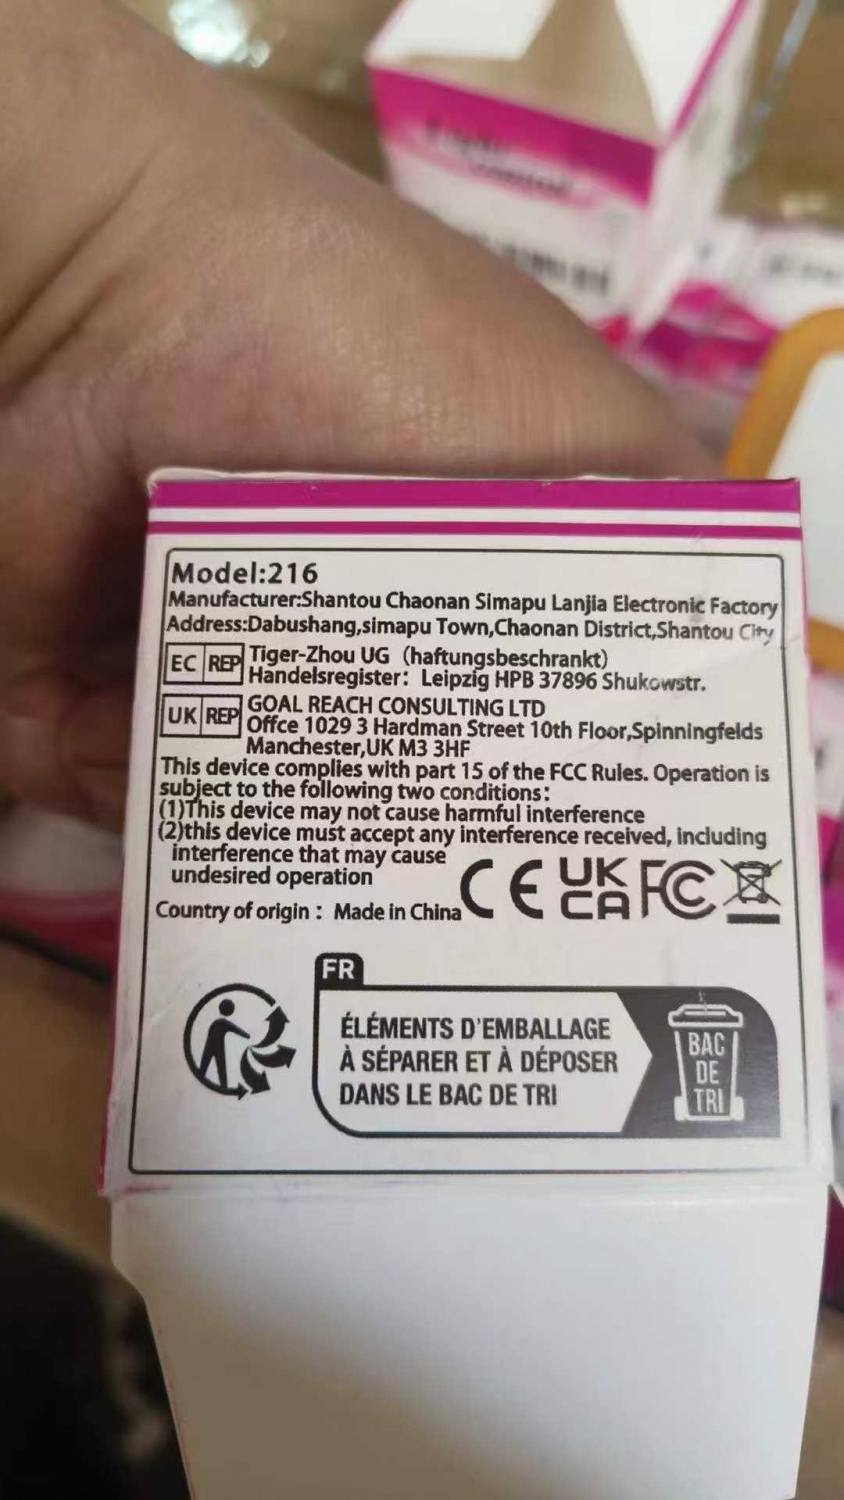 Model:216
Manufacturer:Shantou Chaonan Simapu Lanjia Electronic Factory
Address:Dabushang,simapu Town,Chaonan District,Shantou City
EC REP
Tiger-Zhou UG (haftungsbeschrankt)
Handelsregister: Leipzig HPB 37896 Shukowstr.
UK REP
GOAL REACH CONSULTING LTD
Offce 1029 3 Hardman Street 10th Floor,Spinningfelds
Manchester,UK M3 3HF
This device complies with part 15 of the FCC Rules. Operation is
subject to the following two conditions:
(1)This device may not cause harmful interference
(2)this device must accept any interference received, including
interference that may cause
undesired operation
Country of origin : Made in China
CE UK CA FC
FR
ÉLÉMENTS D'EMBALLAGE
À SÉPARER ET À DÉPOSER
DANS LE BAC DE TRI
BAC
DE
TRI